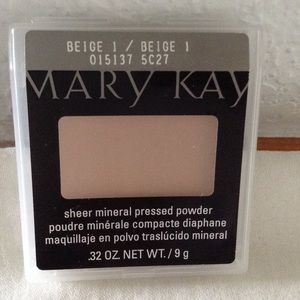 BEIGE 1 / BEIGE 1
015137 5C27
MARY KAY
sheer mineral pressed powder
poudre minérale compacte diaphane
maquillaje en polvo traslúcido mineral
.32 OZ. NET WT. / 9 g